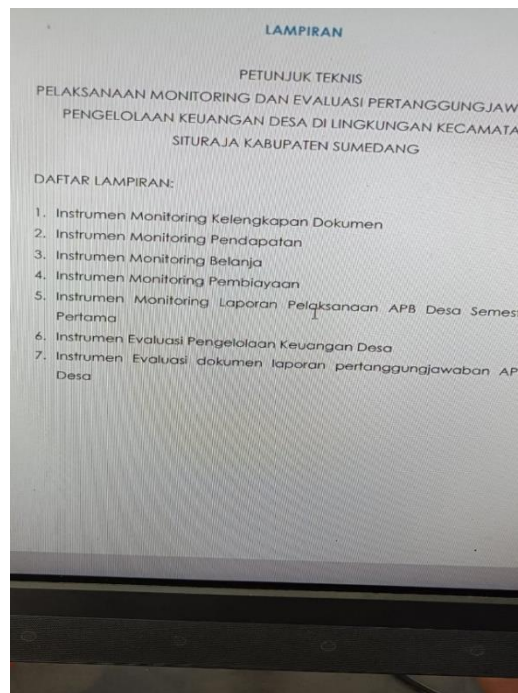 LAMPIRAN
PETUNJUK TEKNIS
PELAKSANAAN MONITORING DAN EVALUASI PERTANGGUNGJAW
PENGELOLAAN KEUANGAN DESA DI LINGKUNGAN KECAMATA
SITURAJA KABUPATEN SUMEDANG
DAFTAR LAMPIRAN:
1. Instrumen Monitoring Kelengkapan Dokumen
2. Instrumen Monitoring Pendapatan
3. Instrumen Monitoring Belanja
4. Instrumen Monitoring Pembiayaan
5. Instrumen Monitoring Laporan Pelaksanaan APB Desa Semes
Pertama
6. Instrumen Evaluasi Pengelolaan Keuangan Desa
7. Instrumen Evaluasi dokumen laporan pertanggungjawaban AP
Desa